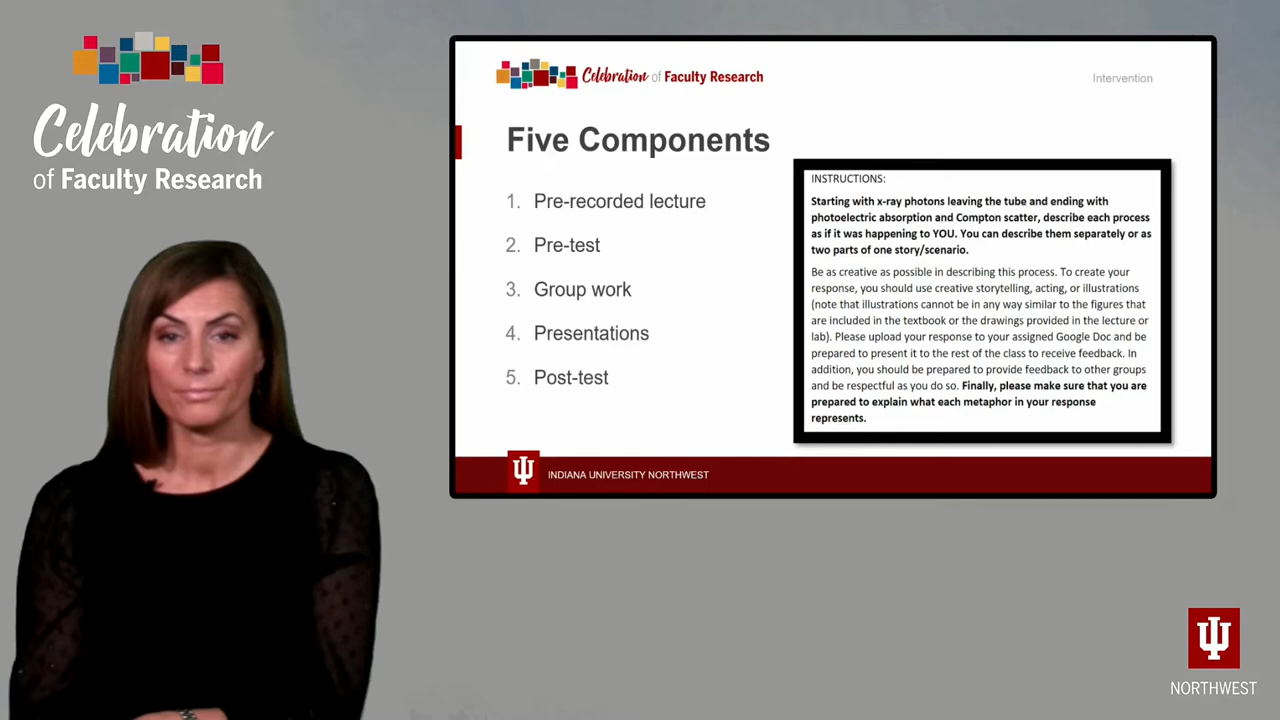 Celebration
of Faculty Research
Celebration of Faculty Research
Intervention
Five Components
1. Pre-recorded lecture
2. Pre-test
3. Group work
4. Presentations
5. Post-test
INSTRUCTIONS:
Starting with x-ray photons leaving the tube and ending with
photoelectric absorption and Compton scatter, describe each process
as if it was happening to YOU. You can describe them separately or as
two parts of one story/scenario.
Be as creative as possible in describing this process. To create your
response, you should use creative storytelling, acting, or illustrations
(note that illustrations cannot be in any way similar to the figures that
are included in the textbook or the drawings provided in the lecture or
lab). Please upload your response to your assigned Google Doc and be
prepared to present it to the rest of the class to receive feedback. In
addition, you should be prepared to provide feedback to other groups
and be respectful as you do so. Finally, please make sure that you are
prepared to explain what each metaphor in your response
represents.
INDIANA UNIVERSITY NORTHWEST
NORTHWEST